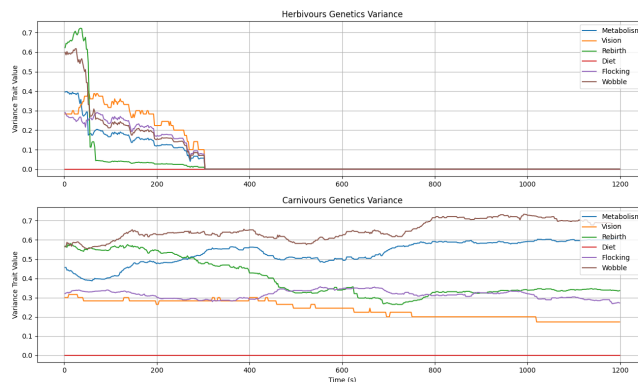 Herbivours Genetics Variance
Variance Trait Value
0.7
0.6
0.5
0.4
0.3
0.2
0.1
0.0
0
200
400
600
800
1000
1200
Time (s)
Metabolism
Vision
Rebirth
Diet
Flocking
Wobble
Carnivours Genetics Variance
Variance Trait Value
0.7
0.6
0.5
0.4
0.3
0.2
0.1
0.0
0
200
400
600
800
1000
1200
Time (s)
Metabolism
Vision
Rebirth
Diet
Flocking
Wobble